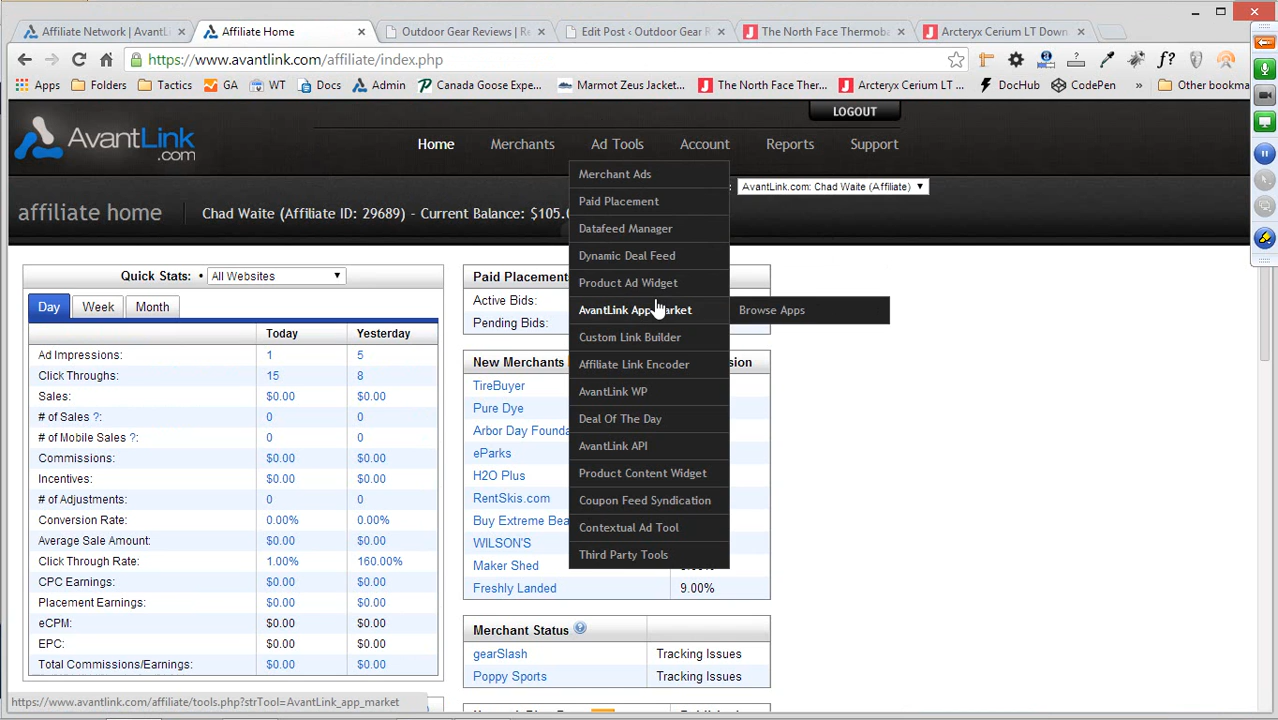 Affiliate Network | AvantL
Affiliate Home
Outdoor Gear Reviews | Re
Edit Post ‹ Outdoor Gear R
The North Face Thermoba
Arcteryx Cerium LT Down
https://www.avantlink.com/affiliate/index.php
Apps
Folders
Tactics
GA
WT
Docs
Admin
Canada Goose Expe...
Marmot Zeus Jacket...
The North Face Ther...
Arcteryx Cerium LT ...
DocHub
CodePen
»
Other bookma
LOGOUT
AvantLink.com
Home
Merchants
Ad Tools
Account
Reports
Support
AvantLink.com: Chad Waite (Affiliate)
affiliate home
Chad Waite (Affiliate ID: 29689) - Current Balance: $105.0
Merchant Ads
Paid Placement
Datafeed Manager
Dynamic Deal Feed
Product Ad Widget
AvantLink App Market
Browse Apps
Custom Link Builder
Affiliate Link Encoder
AvantLink WP
Deal Of The Day
AvantLink API
Product Content Widget
Coupon Feed Syndication
Contextual Ad Tool
Third Party Tools
Quick Stats: • All Websites
Day Week Month
Today Yesterday
Ad Impressions: 1 5
Click Throughs: 15 8
Sales: $0.00 $0.00
# of Sales ?: 0 0
# of Mobile Sales ?: 0 0
Commissions: $0.00 $0.00
Incentives: $0.00 $0.00
# of Adjustments: 0 0
Conversion Rate: 0.00% 0.00%
Average Sale Amount: $0.00 $0.00
Click Through Rate: 1.00% 160.00%
CPC Earnings: $0.00 $0.00
Placement Earnings: $0.00 $0.00
eCPM: $0.00 $0.00
EPC: $0.00 $0.00
Total Commissions/Earnings: $0.00 $0.00
Paid Placement
Active Bids:
Pending Bids:
New Merchants ssion
TireBuyer
Pure Dye
Arbor Day Founda
eParks
H2O Plus
RentSkis.com
Buy Extreme Bea
WILSON'S
Maker Shed
Freshly Landed 9.00%
Merchant Status
gearSlash Tracking Issues
Poppy Sports Tracking Issues
https://www.avantlink.com/affiliate/tools.php?strTool=AvantLink_app_market